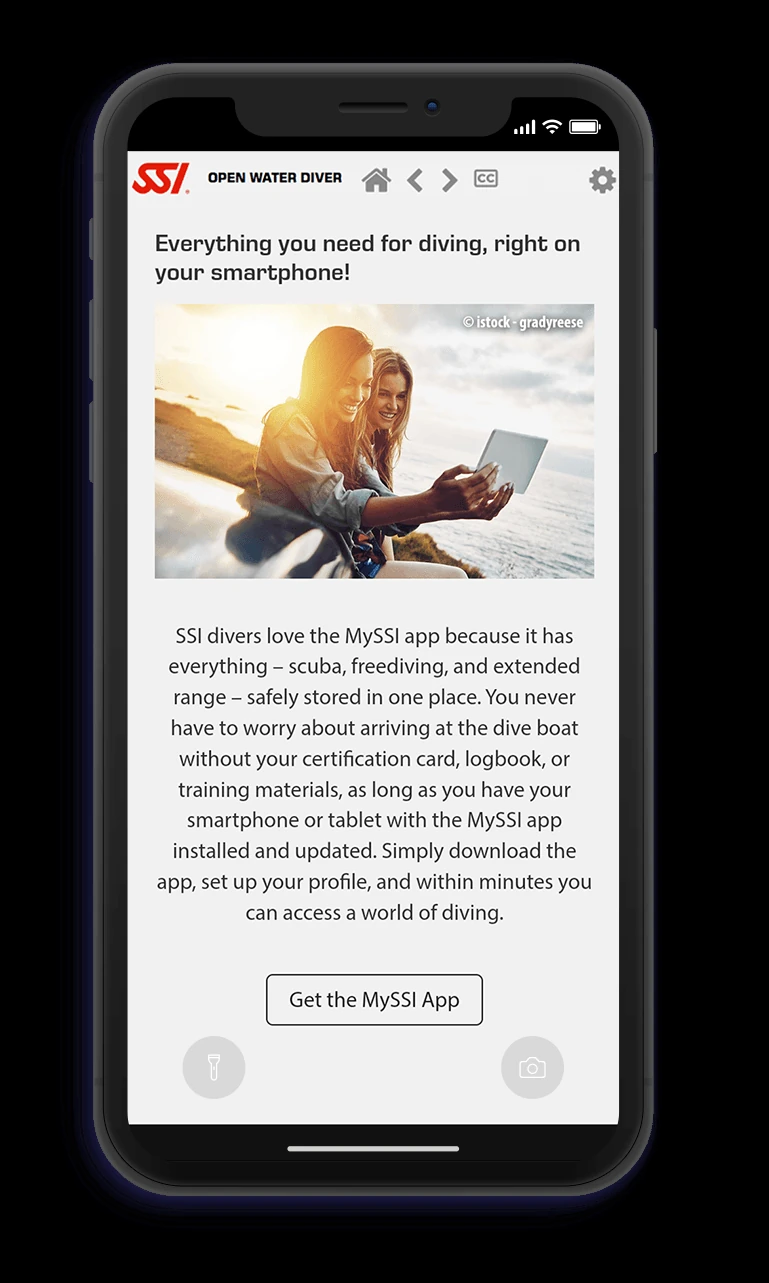 SSI OPEN WATER DIVER CC
Everything you need for diving, right on
your smartphone!
© istock - gradyreese
SSI divers love the MySSI app because it has
everything – scuba, freediving, and extended
range – safely stored in one place. You never
have to worry about arriving at the dive boat
without your certification card, logbook, or
training materials, as long as you have your
smartphone or tablet with the MySSI app
installed and updated. Simply download the
app, set up your profile, and within minutes you
can access a world of diving.
Get the MySSI App